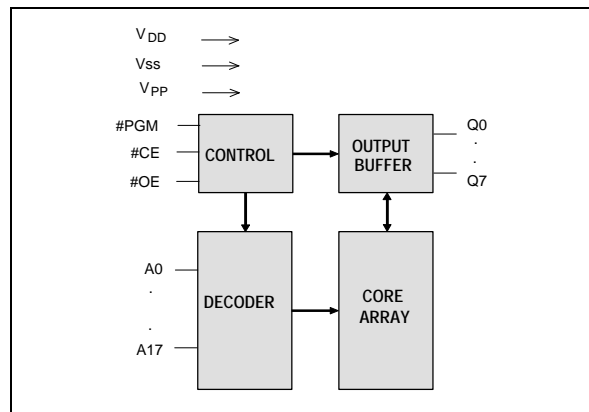 VDD
Vss
VPP
#PGM
#CE
#OE
CONTROL
OUTPUT
BUFFER
Q0
.
.
Q7
A0
.
.
A17
DECODER
CORE
ARRAY